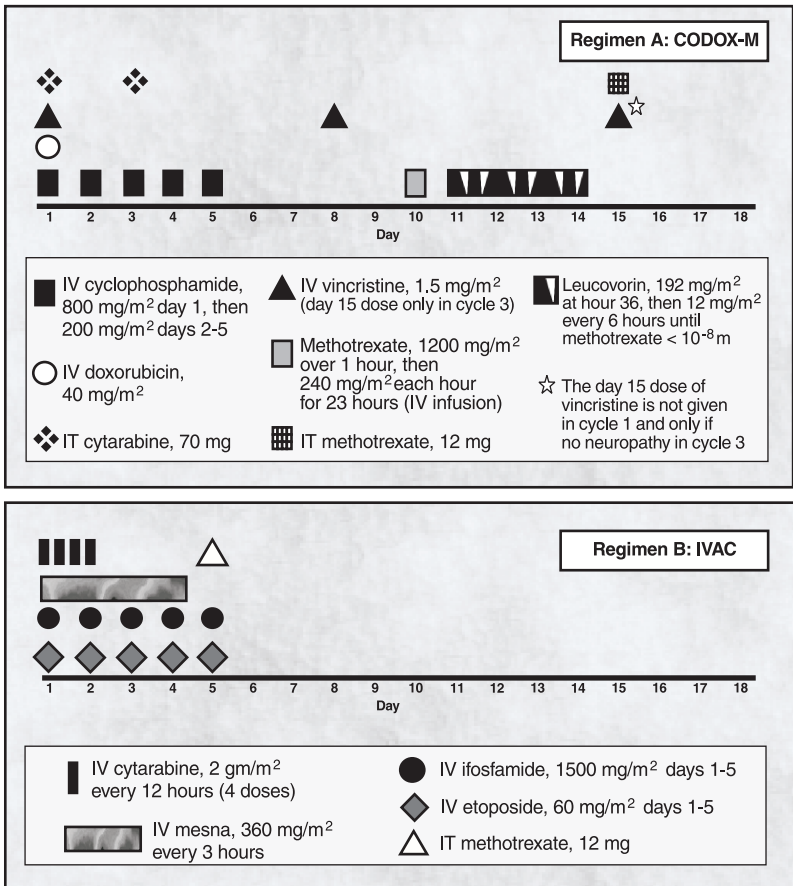 Regimen A: CODOX-M
1 2 3 4 5 6 7 8 9 10 11 12 13 14 15 16 17 18
Day
IV cyclophosphamide,
800 mg/m² day 1, then
200 mg/m² days 2-5
IV doxorubicin,
40 mg/m²
IT cytarabine, 70 mg
IV vincristine, 1.5 mg/m²
(day 15 dose only in cycle 3)
Methotrexate, 1200 mg/m²
over 1 hour, then
240 mg/m² each hour
for 23 hours (IV infusion)
IT methotrexate, 12 mg
Leucovorin, 192 mg/m²
at hour 36, then 12 mg/m²
every 6 hours until
methotrexate < 10⁻⁸ m
The day 15 dose of
vincristine is not given
in cycle 1 and only if
no neuropathy in cycle 3
Regimen B: IVAC
1 2 3 4 5 6 7 8 9 10 11 12 13 14 15 16 17 18
Day
IV cytarabine, 2 gm/m²
every 12 hours (4 doses)
IV mesna, 360 mg/m²
every 3 hours
IV ifosfamide, 1500 mg/m² days 1-5
IV etoposide, 60 mg/m² days 1-5
IT methotrexate, 12 mg